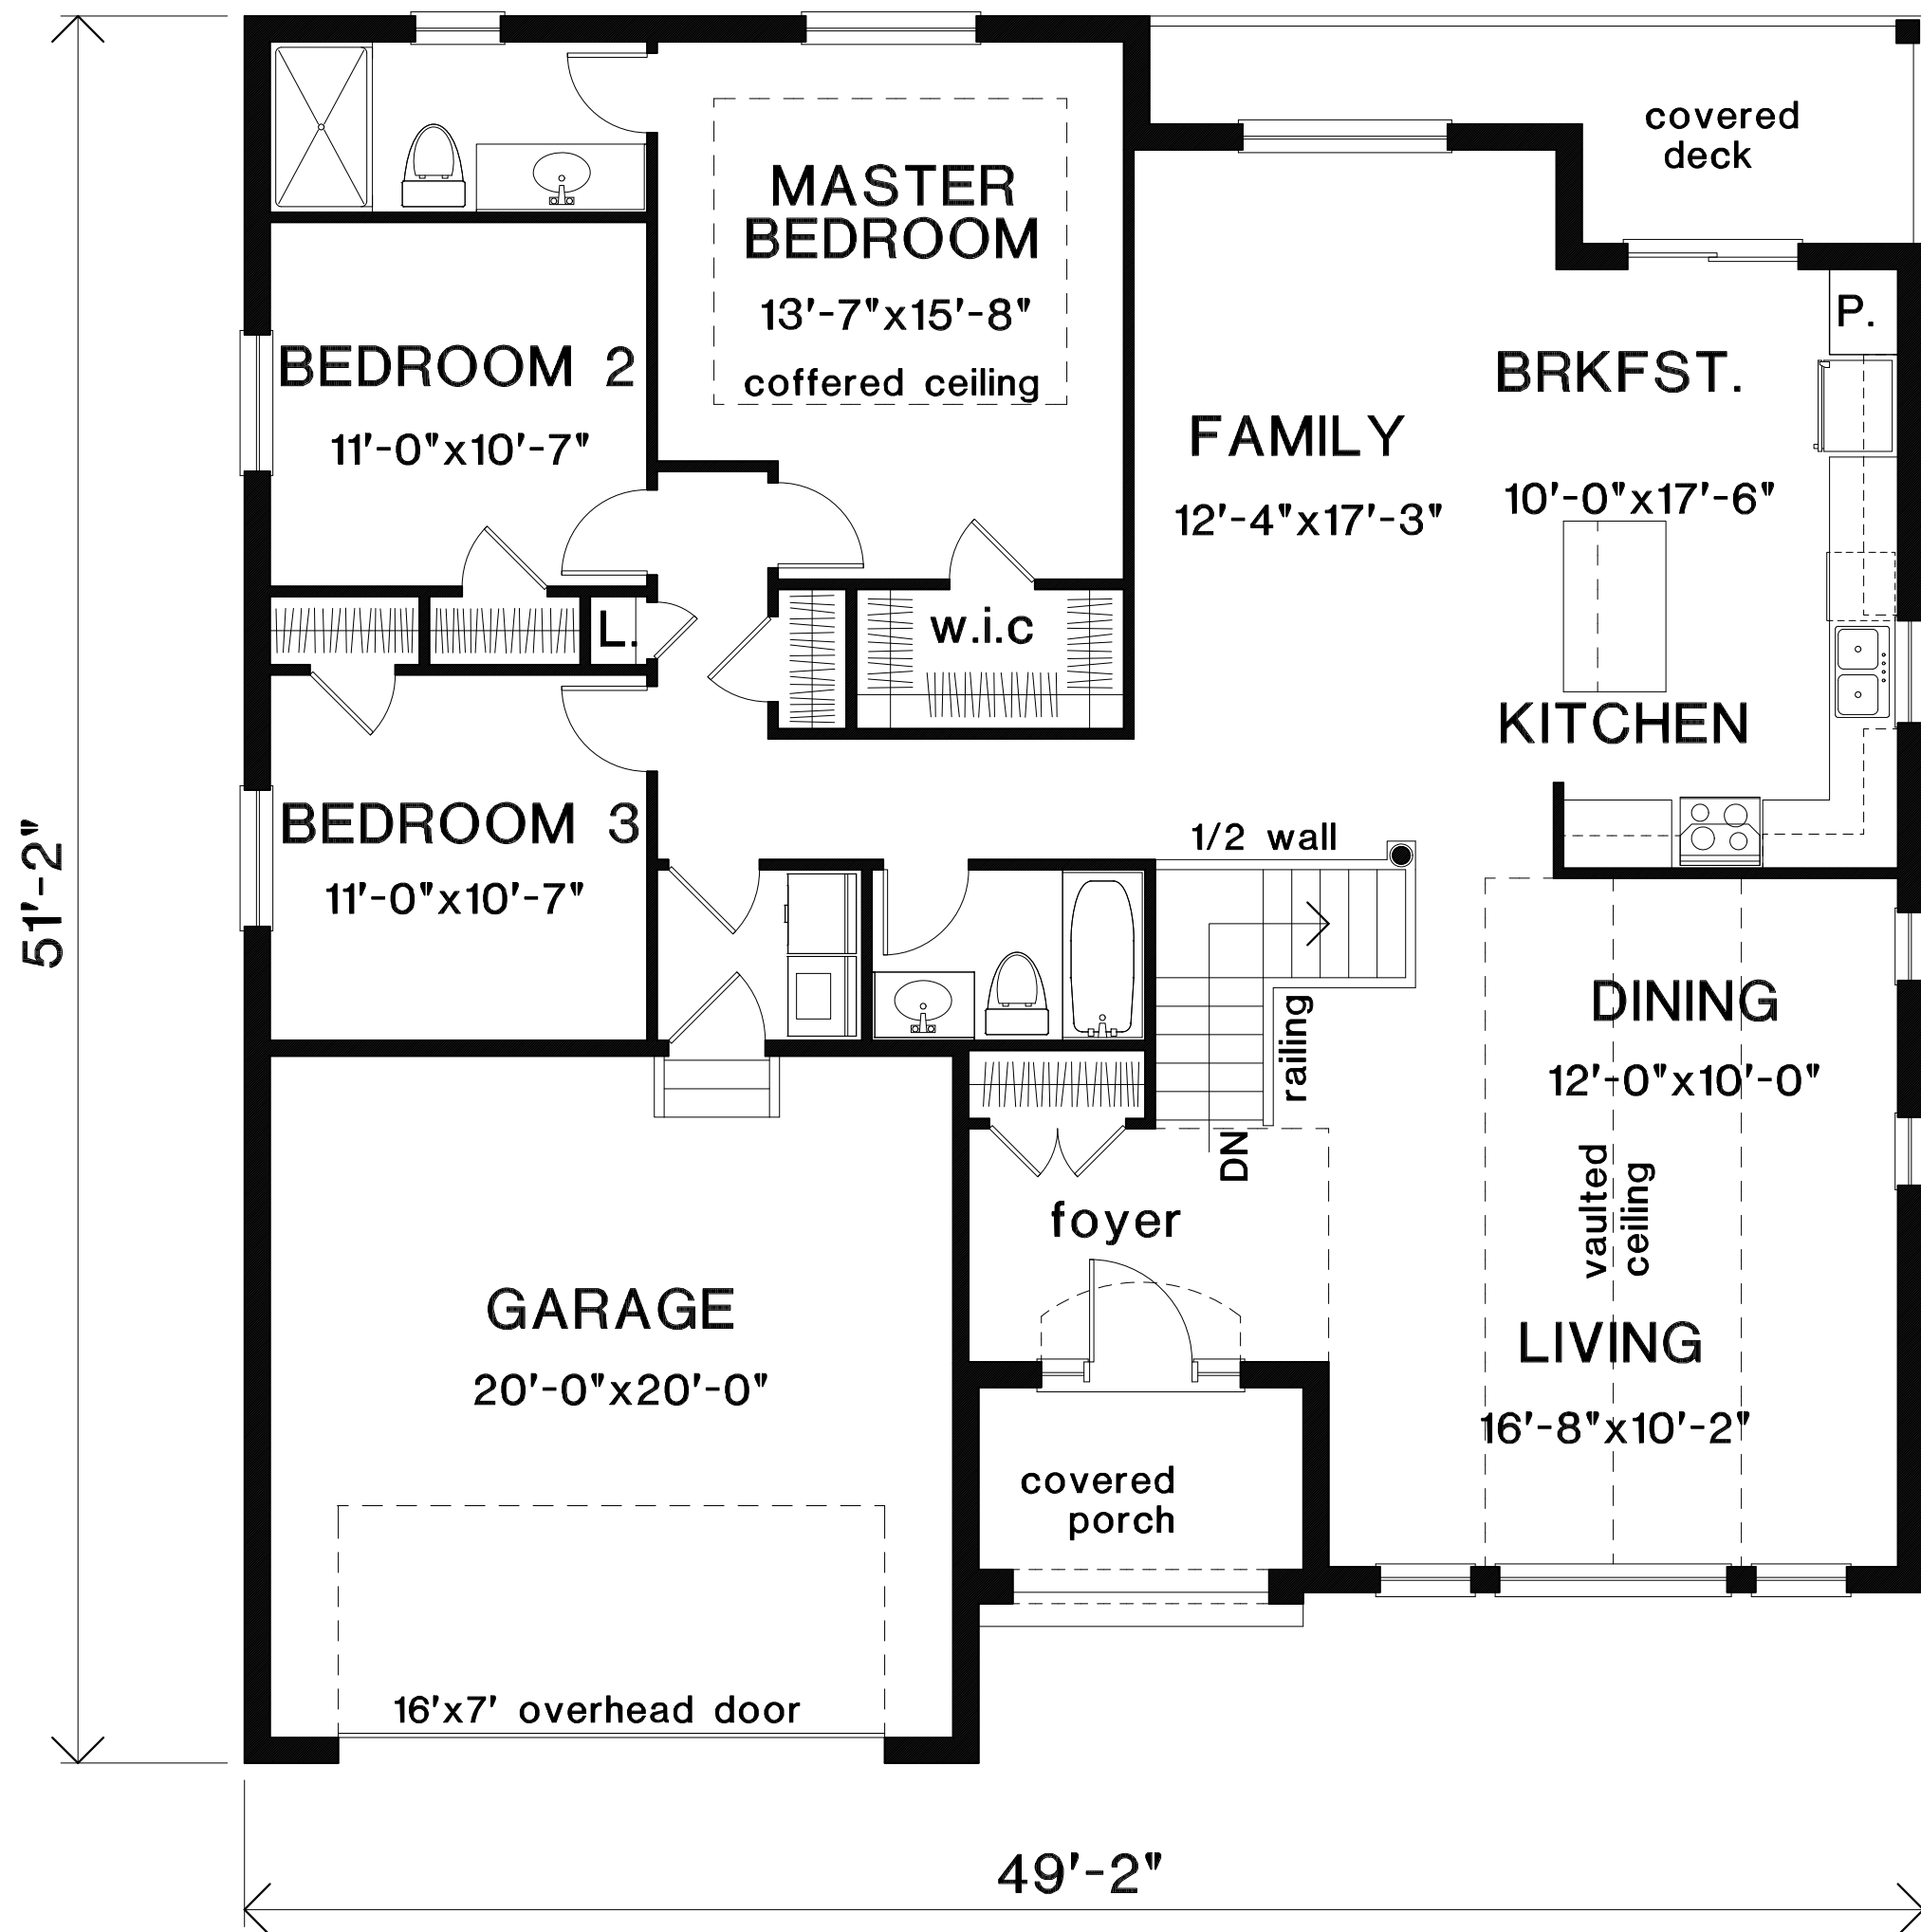 covered
deck
MASTER
BEDROOM
13'-7"x15'-8"
coffered ceiling
P.
BEDROOM 2
11'-0"x10'-7"
BRKFST.
10'-0"x17'-6"
FAMILY
12'-4"x17'-3"
L.
w.i.c
KITCHEN
BEDROOM 3
11'-0"x10'-7"
1/2 wall
51'-2"
DINING
12'-0"x10'-0"
railing
DN
vaulted
ceiling
foyer
GARAGE
20'-0"x20'-0"
LIVING
16'-8"x10'-2"
covered
porch
16'x7' overhead door
49'-2"